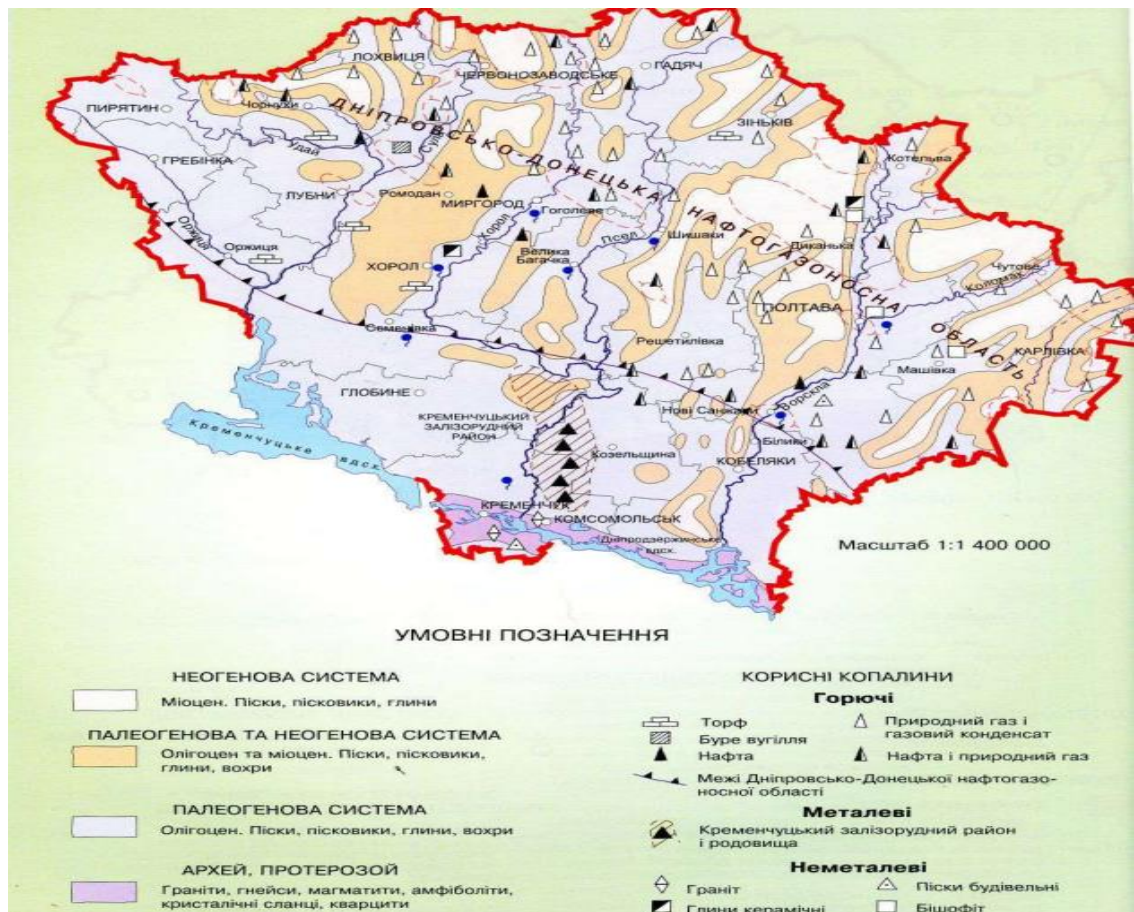 ЛОХВИЦЯ
ЧЕРВОНОЗАВОДСЬКЕ
ГАДЯЧ
ПИРЯТИН
Чорнухи
ЗІНЬКІВ
ДНІПРОВСЬКО-ДОНЕЦЬКА НАФТОГАЗОНОСНА ОБЛАСТЬ
Удай
Сула
Котельва
ГРЕБІНКА
ЛУБНИ
Ромодан
МИРГОРОД
Гоголеве
Оржиця
Оржиця
Хорол
Псел
Шишаки
Велика
Багачка
Диканька
ХОРОЛ
Чутове
Коломак
ПОЛТАВА
Семенівка
Решетилівка
Машівка
КАРЛІВКА
ГЛОБИНЕ
КРЕМЕНЧУЦЬКИЙ
ЗАЛІЗОРУДНИЙ
РАЙОН
Нові Санжари
Ворскла
Кременчуцьке вдсх.
Козельщина
Білики
КОБЕЛЯКИ
КРЕМЕНЧУК
КОМСОМОЛЬСЬК
Дніпродзержинське
вдсх.
Масштаб 1:1 400 000
УМОВНІ ПОЗНАЧЕННЯ
НЕОГЕНОВА СИСТЕМА
Міоцен. Піски, пісковики, глини
ПАЛЕОГЕНОВА ТА НЕОГЕНОВА СИСТЕМА
Олігоцен та міоцен. Піски, пісковики,
глини, вохри
ПАЛЕОГЕНОВА СИСТЕМА
Олігоцен. Піски, пісковики, глини, вохри
АРХЕЙ, ПРОТЕРОЗОЙ
Граніти, гнейси, магматити, амфіболіти,
кристалічні сланці, кварцити
КОРИСНІ КОПАЛИНИ
Горючі
Торф
Буре вугілля
Нафта
Природний газ і
газовий конденсат
Нафта і природний газ
Межі Дніпровсько-Донецької нафтогазо-
носної області
Металеві
Кременчуцький залізорудний район
і родовища
Неметалеві
Граніт
Піски будівельні
Глини керамічні
Бішофіт